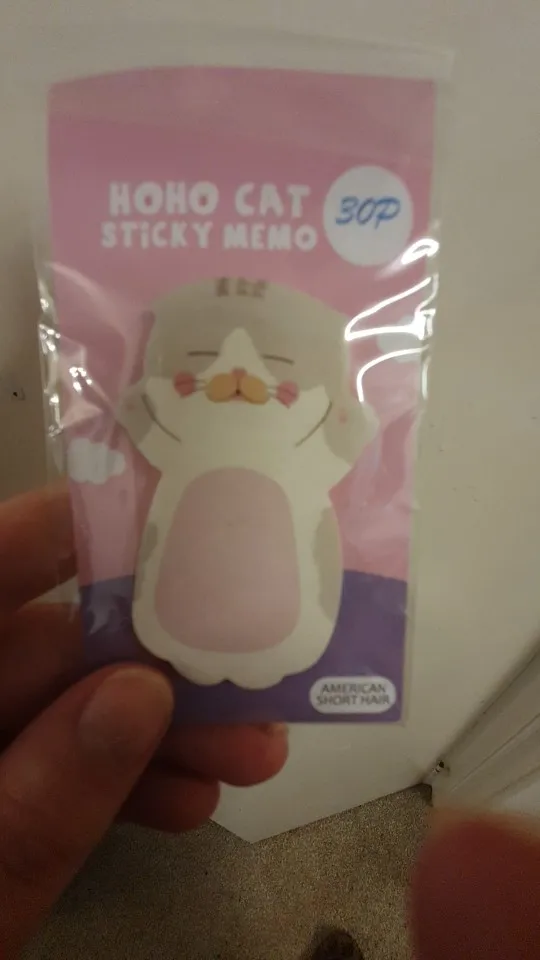 HOHO CAT
STiCKY MEMO
30P
AMERICAN
SHORT HAIR